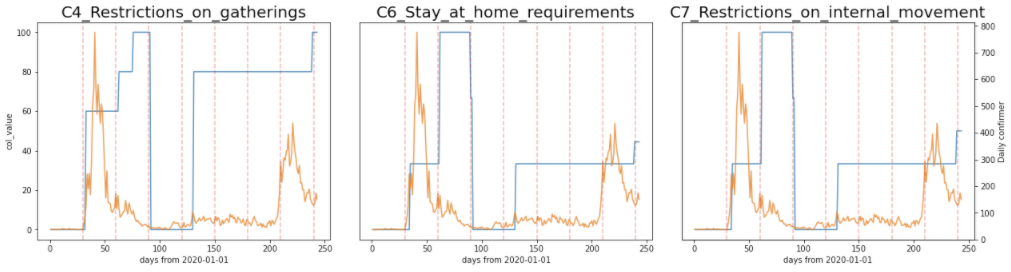 C4_Restrictions_on_gatherings
C6_Stay_at_home_requirements
C7_Restrictions_on_internal_movement
100
80
60
40
20
0
col_value
0 50 100 150 200 250
days from 2020-01-01
0 50 100 150 200 250
days from 2020-01-01
0 50 100 150 200 250
days from 2020-01-01
800
700
600
500
400
300
200
100
0
Daily confirmer